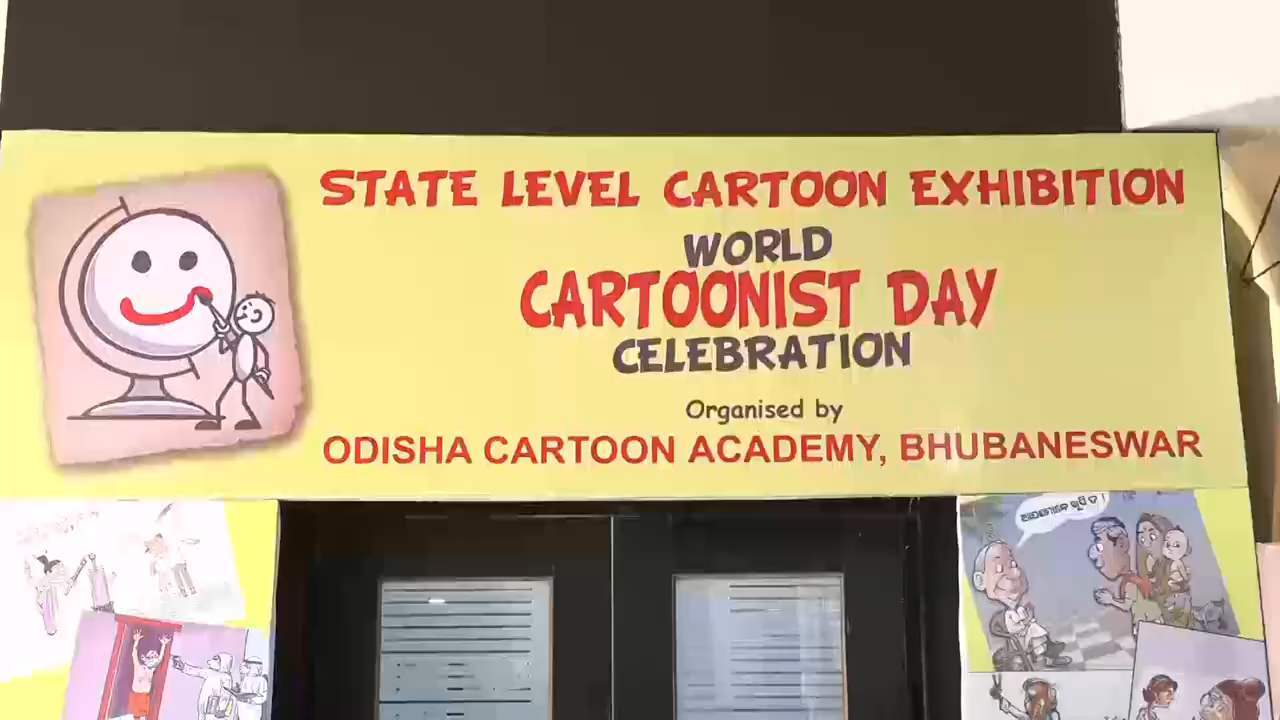 STATE LEVEL CARTOON EXHIBITION
WORLD
CARTOONIST DAY
CELEBRATION
Organised by
ODISHA CARTOON ACADEMY, BHUBANESWAR